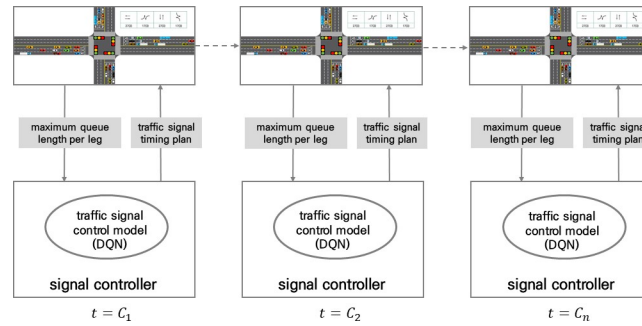 maximum queue
length per leg
traffic signal
timing plan
maximum queue
length per leg
traffic signal
timing plan
maximum queue
length per leg
traffic signal
timing plan
traffic signal
control model
(DQN)
traffic signal
control model
(DQN)
traffic signal
control model
(DQN)
signal controller
signal controller
signal controller
t = C₁
t = C₂
t = Cₙ